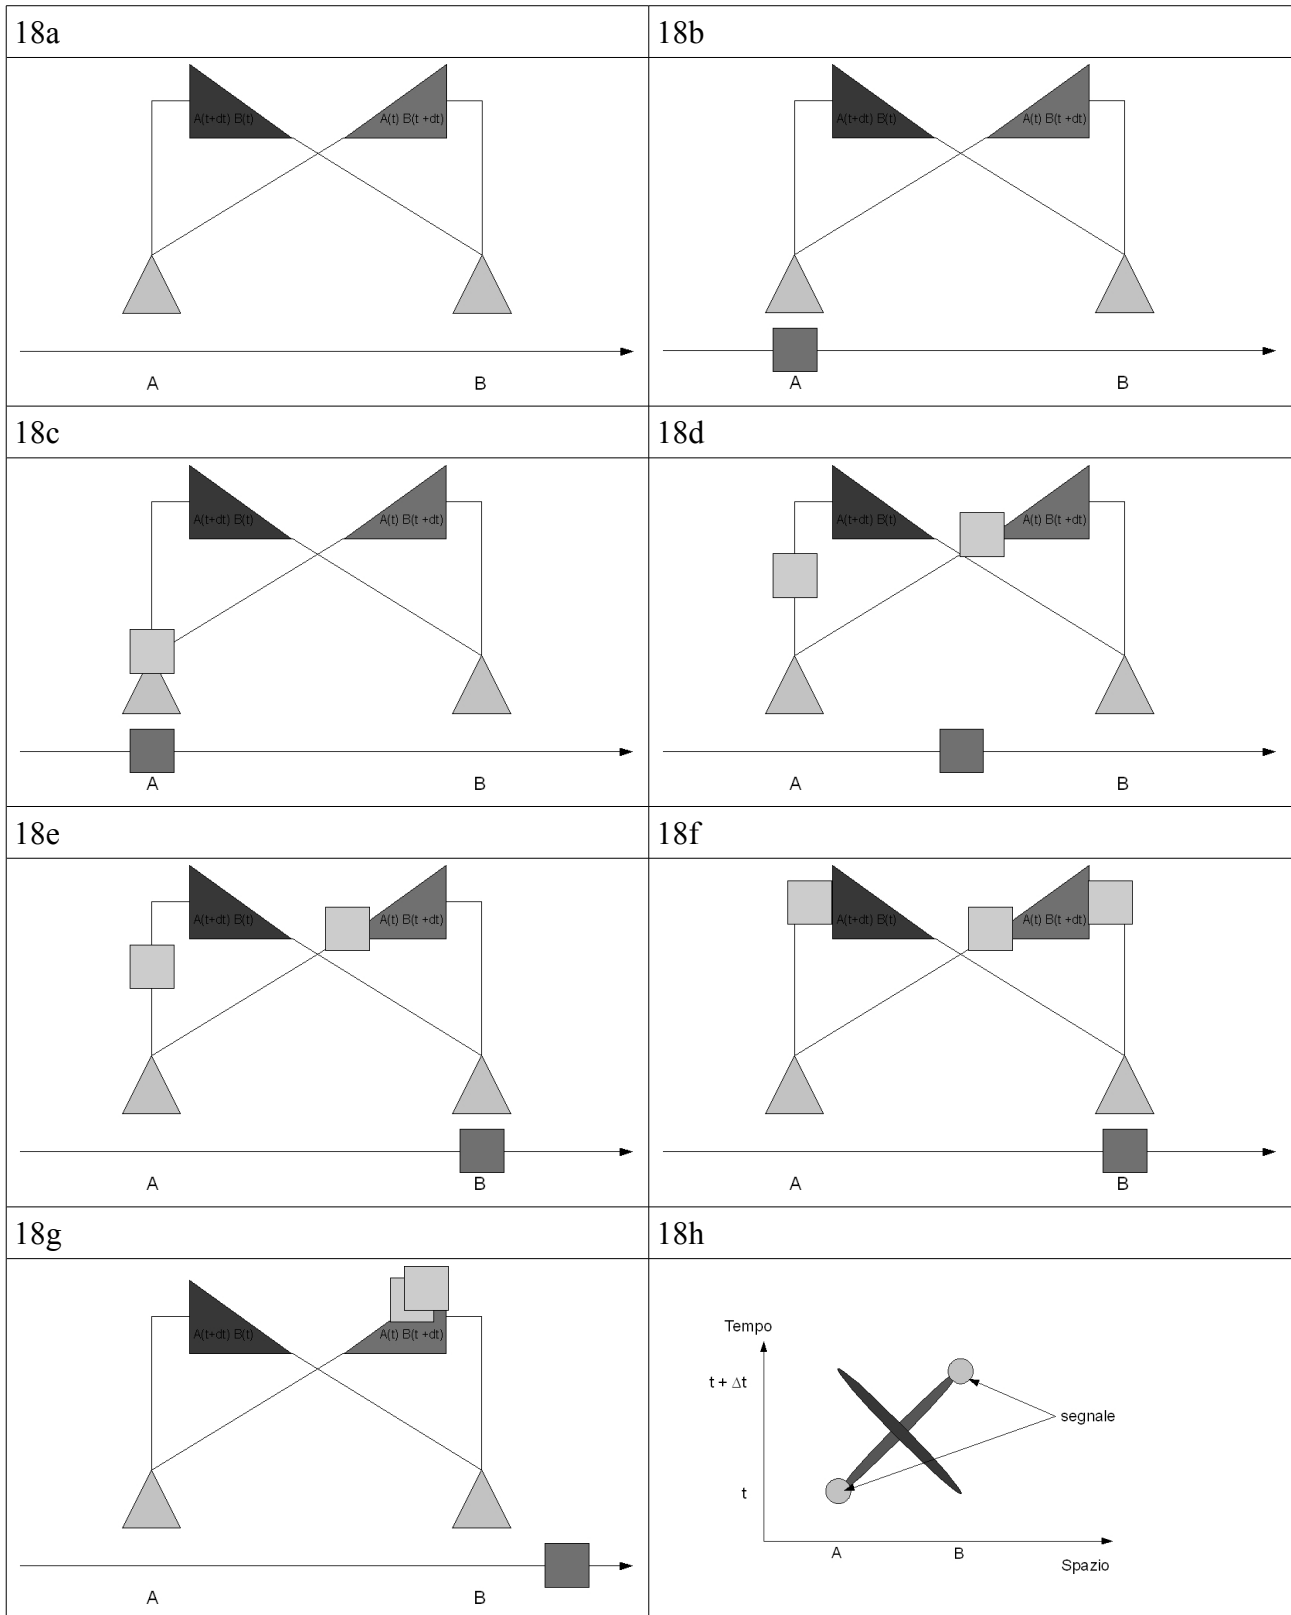 18a
18b
A(t+dt) B(t)
A(t) B(t +dt)
A
B
A(t+dt) B(t)
A(t) B(t +dt)
A
B
18c
18d
A(t+dt) B(t)
A(t) B(t +dt)
A
B
A(t+dt) B(t)
A(t) B(t +dt)
A
B
18e
18f
A(t+dt) B(t)
A(t) B(t +dt)
A
B
A(t+dt) B(t)
A(t) B(t +dt)
A
B
18g
18h
A(t+dt) B(t)
A(t) B(t +dt)
A
B
Tempo
t + Δt
segnale
t
A
B
Spazio